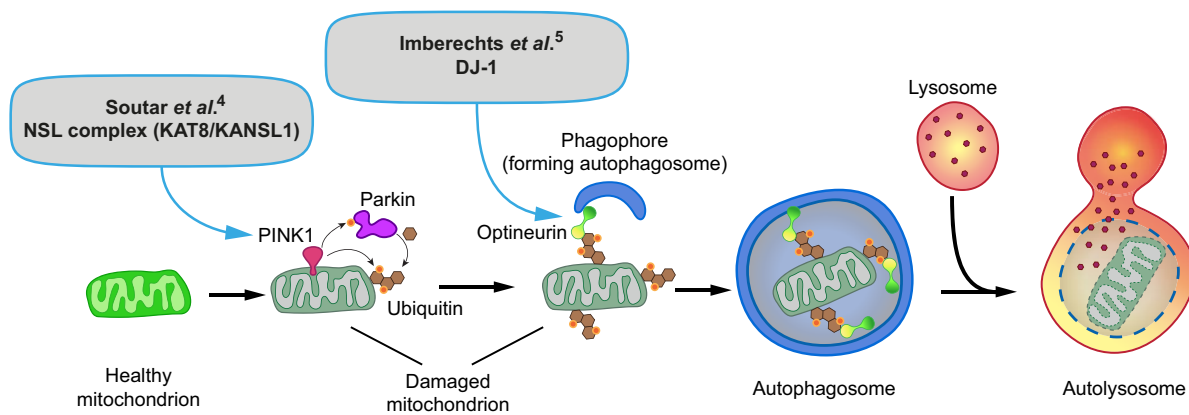 Imberechts et al.5
DJ-1
Soutar et al.4
NSL complex (KAT8/KANSL1)
Lysosome
Phagophore
(forming autophagosome)
Parkin
PINK1
Optineurin
Ubiquitin
Healthy
mitochondrion
Damaged
mitochondrion
Autophagosome
Autolysosome